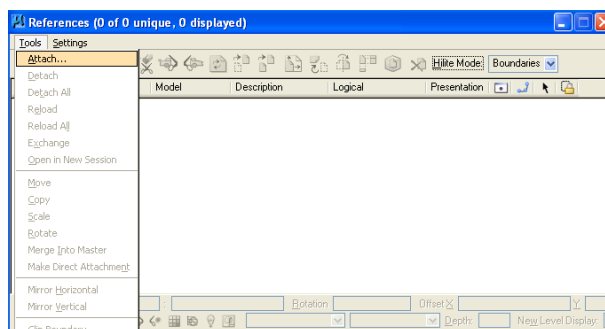 References (0 of 0 unique, 0 displayed)
Tools Settings
Attach...
Hilite Mode: Boundaries
Detach
Detach All
Model Description Logical Presentation
Reload
Reload All
Exchange
Open in New Session
Move
Copy
Scale
Rotate
Merge Into Master
Make Direct Attachment
Mirror Horizontal
Mirror Vertical
: Rotation Offset X Y
Clip Boundary
Depth: New Level Display: